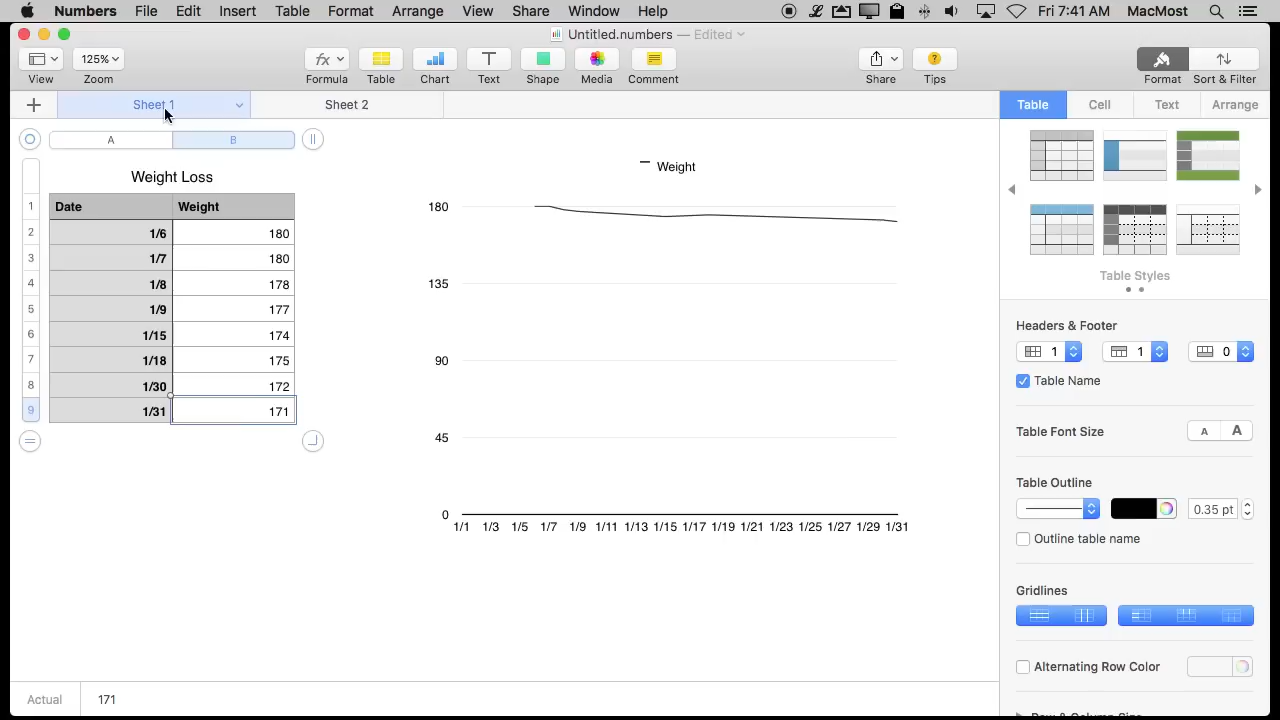 Numbers File Edit Insert Table Format Arrange View Share Window Help Fri 7:41 AM MacMost
Untitled.numbers — Edited
125%
View Zoom Formula Table Chart Text Shape Media Comment Share Tips Format Sort & Filter
Sheet 1 Sheet 2 Table Cell Text Arrange
A B
Weight Loss
1 Date Weight
2 1/6 180
3 1/7 180
4 1/8 178
5 1/9 177
6 1/15 174
7 1/18 175
8 1/30 172
9 1/31 171
Weight
180
135
90
45
0
1/1 1/3 1/5 1/7 1/9 1/11 1/13 1/15 1/17 1/19 1/21 1/23 1/25 1/27 1/29 1/31
Table Styles
Headers & Footer
1 1 0
Table Name
Table Font Size A A
Table Outline
0.35 pt
Outline table name
Gridlines
Alternating Row Color
Actual 171